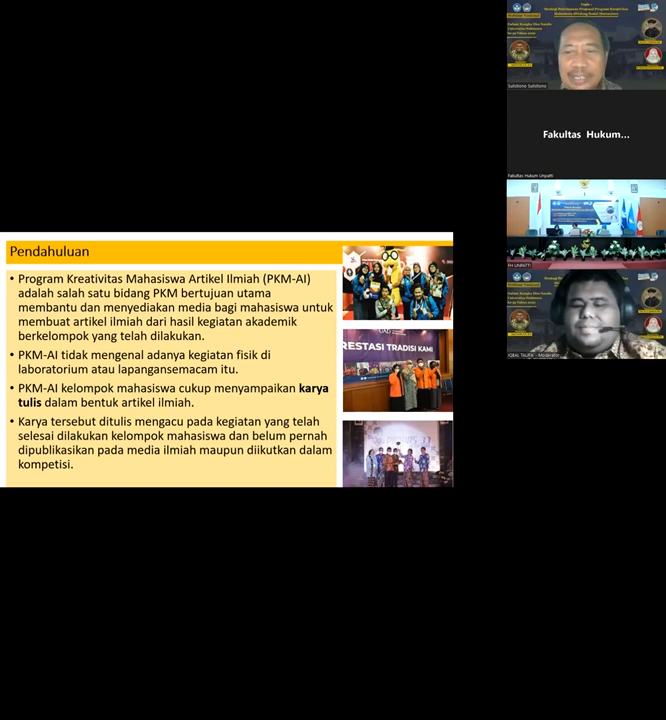 Pendahuluan
• Program Kreativitas Mahasiswa Artikel Ilmiah (PKM-AI)
adalah salah satu bidang PKM bertujuan utama
membantu dan menyediakan media bagi mahasiswa untuk
membuat artikel ilmiah dari hasil kegiatan akademik
berkelompok yang telah dilakukan.
• PKM-AI tidak mengenal adanya kegiatan fisik di
laboratorium atau lapangansemacam itu.
• PKM-AI kelompok mahasiswa cukup menyampaikan karya
tulis dalam bentuk artikel ilmiah.
• Karya tersebut ditulis mengacu pada kegiatan yang telah
selesai dilakukan kelompok mahasiswa dan belum pernah
dipublikasikan pada media ilmiah maupun diikutkan dalam
kompetisi.
UAD
RESTASI TRADISI KAMI
Sulistiono Sulistiono
Fakultas Hukum...
Fakultas Hukum Unpatti
FH UNPATTI
IQBAL TAUFIK - Moderator